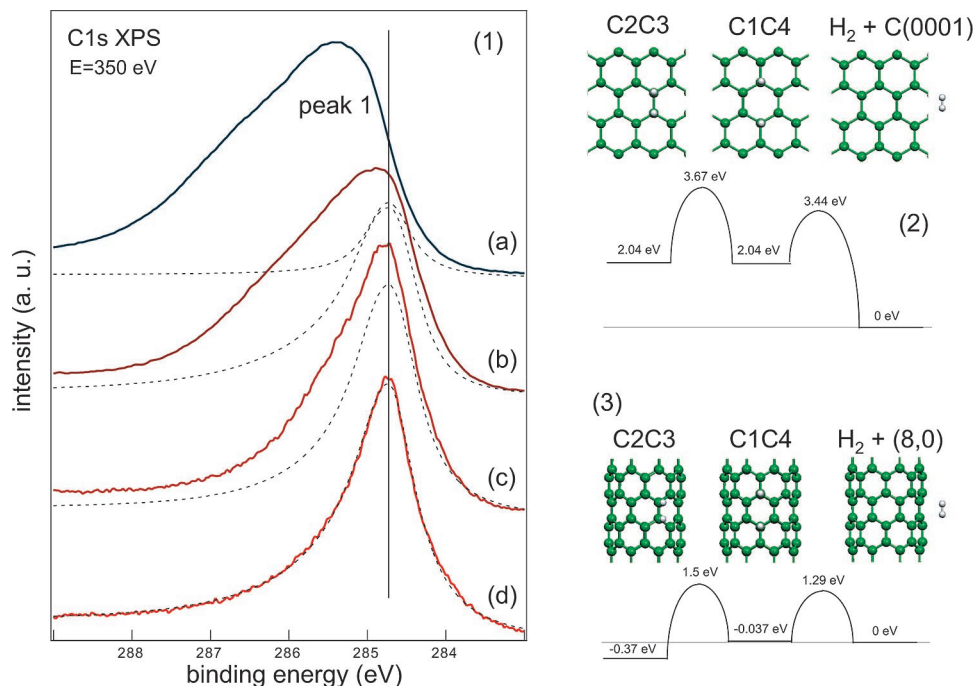 C1s XPS
E=350 eV
(1)
peak 1
(a)
(b)
(c)
(d)
intensity (a. u.)
288 287 286 285 284
binding energy (eV)
C2C3 C1C4 H₂ + C(0001)
3.67 eV
3.44 eV
(2)
2.04 eV 2.04 eV
0 eV
(3)
C2C3 C1C4 H₂ + (8,0)
1.5 eV 1.29 eV
-0.37 eV -0.037 eV 0 eV